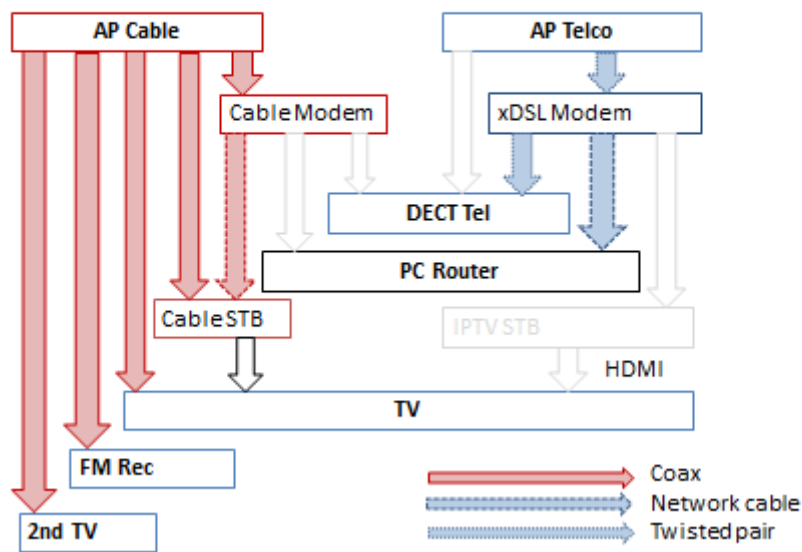 AP Cable
AP Telco
Cable Modem
xDSL Modem
DECT Tel
PC Router
Cable STB
IPTV STB
HDMI
TV
FM Rec
Coax
Network cable
2nd TV
Twisted pair